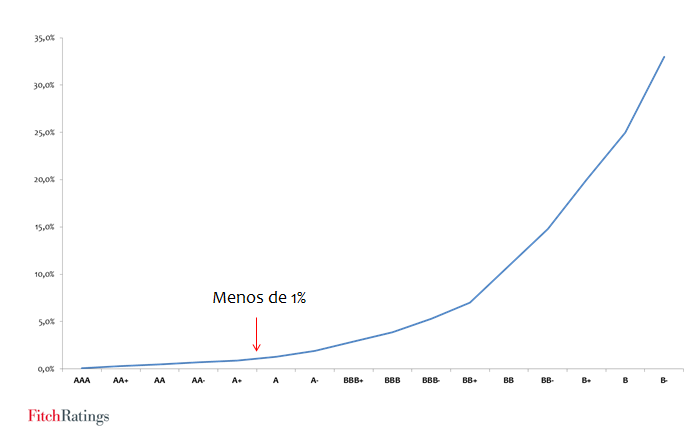 35,0%
30,0%
25,0%
20,0%
15,0%
10,0%
Menos de 1%
5,0%
0,0%
AAA AA+ AA AA- A+ A A- BBB+ BBB BBB- BB+ BB BB- B+ B B-
FitchRatings